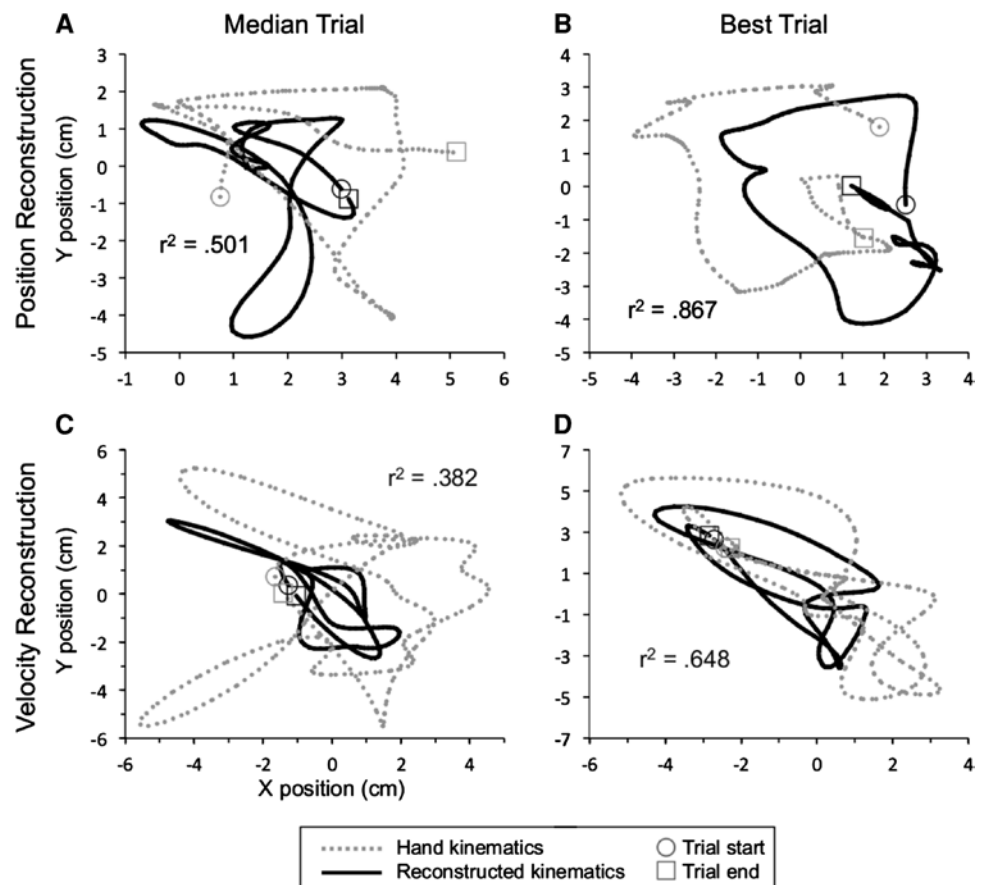 A Median Trial
B Best Trial
Position Reconstruction
Y position (cm)
3
2
1
0
-1
-2
-3
-4
-5
r² = .501
-1 0 1 2 3 4 5 6
4
3
2
1
0
-1
-2
-3
-4
-5
r² = .867
-5 -4 -3 -2 -1 0 1 2 3 4
C
D
Velocity Reconstruction
Y position (cm)
6
4
2
0
-2
-4
-6
r² = .382
-6 -4 -2 0 2 4
X position (cm)
7
5
3
1
-1
-3
-5
-7
r² = .648
-6 -4 -2 0 2 4
Hand kinematics
Trial start
Reconstructed kinematics
Trial end